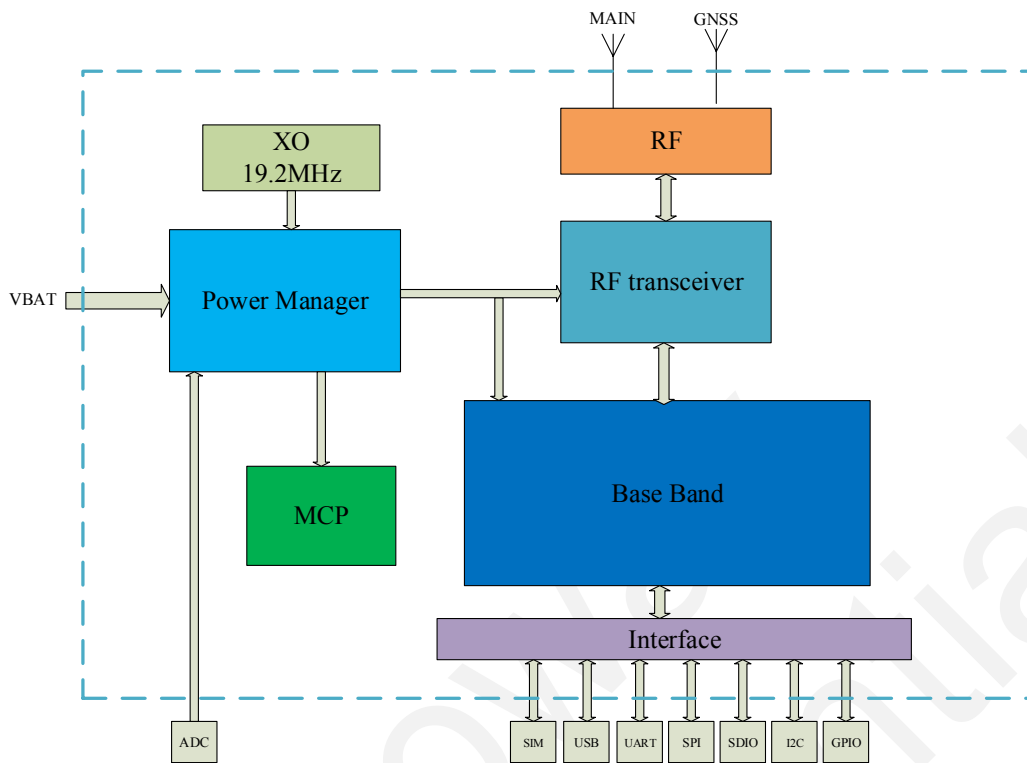 MAIN
GNSS
XO
19.2MHz
RF
VBAT
Power Manager
RF transceiver
MCP
Base Band
Interface
ADC
SIM
USB
UART
SPI
SDIO
I2C
GPIO